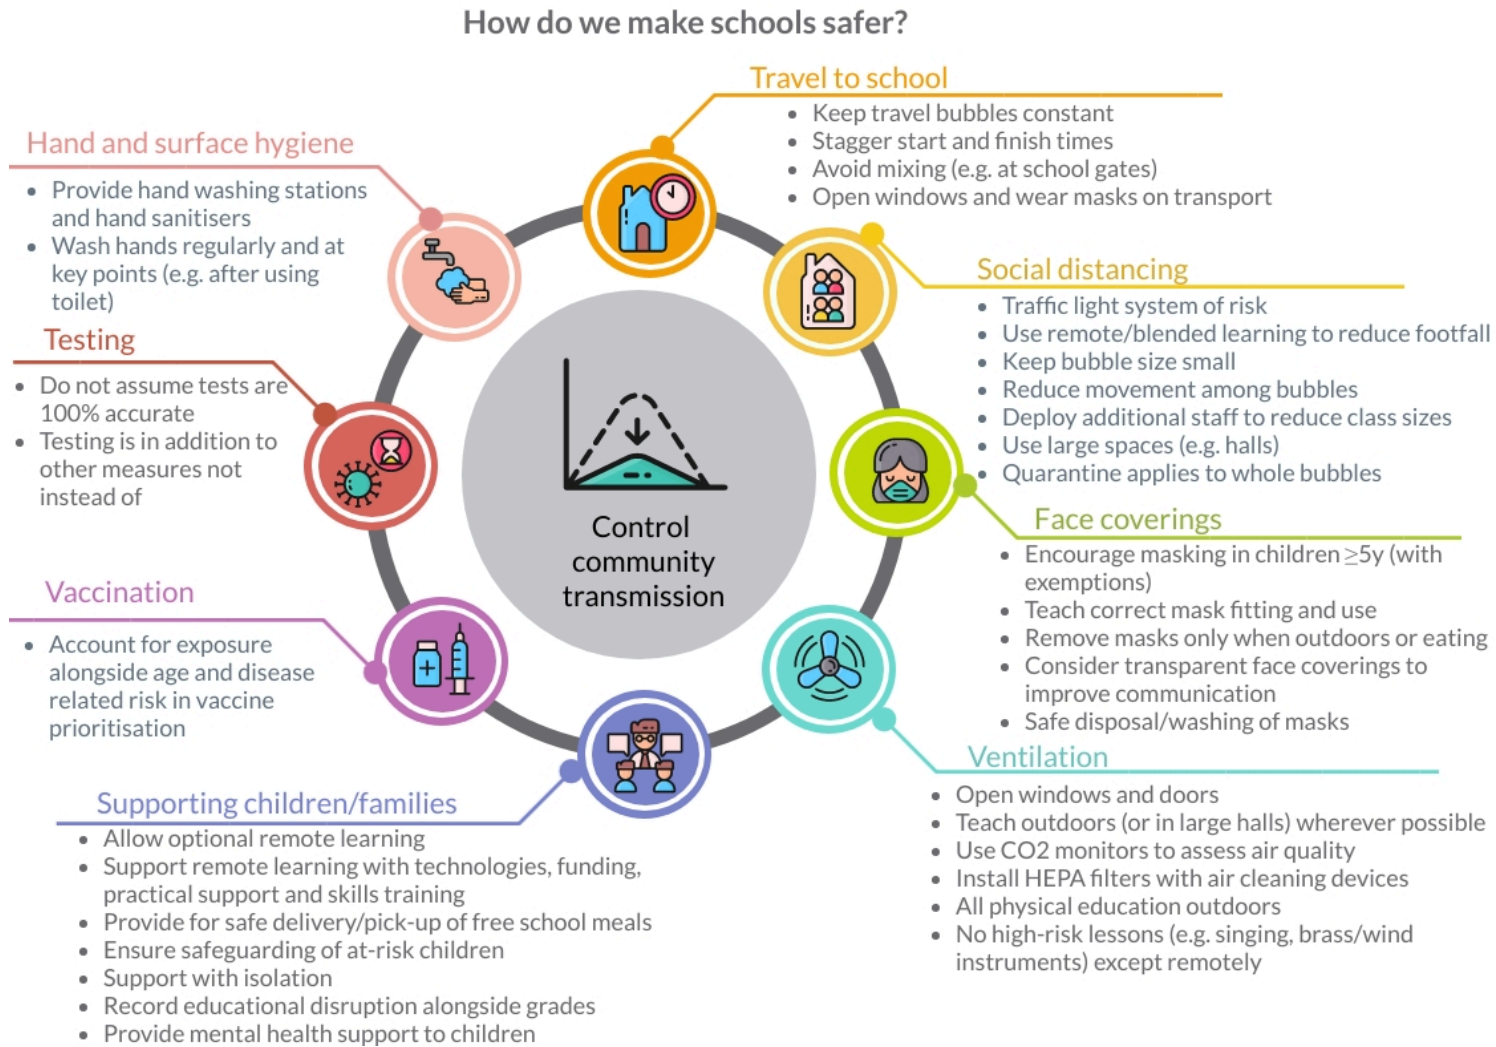 How do we make schools safer?
Travel to school
• Keep travel bubbles constant
• Stagger start and finish times
• Avoid mixing (e.g. at school gates)
• Open windows and wear masks on transport
Social distancing
• Traffic light system of risk
• Use remote/blended learning to reduce footfall
• Keep bubble size small
• Reduce movement among bubbles
• Deploy additional staff to reduce class sizes
• Use large spaces (e.g. halls)
• Quarantine applies to whole bubbles
Face coverings
• Encourage masking in children ≥5y (with
exemptions)
• Teach correct mask fitting and use
• Remove masks only when outdoors or eating
• Consider transparent face coverings to
improve communication
• Safe disposal/washing of masks
Ventilation
• Open windows and doors
• Teach outdoors (or in large halls) wherever possible
• Use CO2 monitors to assess air quality
• Install HEPA filters with air cleaning devices
• All physical education outdoors
• No high-risk lessons (e.g. singing, brass/wind
instruments) except remotely
Supporting children/families
• Allow optional remote learning
• Support remote learning with technologies, funding,
practical support and skills training
• Provide for safe delivery/pick-up of free school meals
• Ensure safeguarding of at-risk children
• Support with isolation
• Record educational disruption alongside grades
• Provide mental health support to children
Vaccination
• Account for exposure
alongside age and disease
related risk in vaccine
prioritisation
Testing
• Do not assume tests are
100% accurate
• Testing is in addition to
other measures not
instead of
Hand and surface hygiene
• Provide hand washing stations
and hand sanitisers
• Wash hands regularly and at
key points (e.g. after using
toilet)
Control
community
transmission